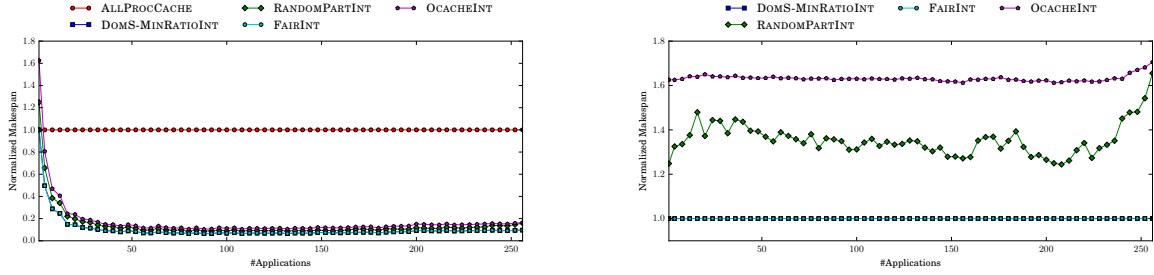 ALLPROCCACHE
DOMS-MINRATIOINT
RANDOMPARTINT
FAIRINT
OCACHEINT
Normalized Makespan
1.8
1.6
1.4
1.2
1.0
0.8
0.6
0.4
0.2
0.0
50 100 150 200 250
#Applications
DOMS-MINRATIOINT
RANDOMPARTINT
FAIRINT
OCACHEINT
Normalized Makespan
1.8
1.6
1.4
1.2
1.0
50 100 150 200 250
#Applications